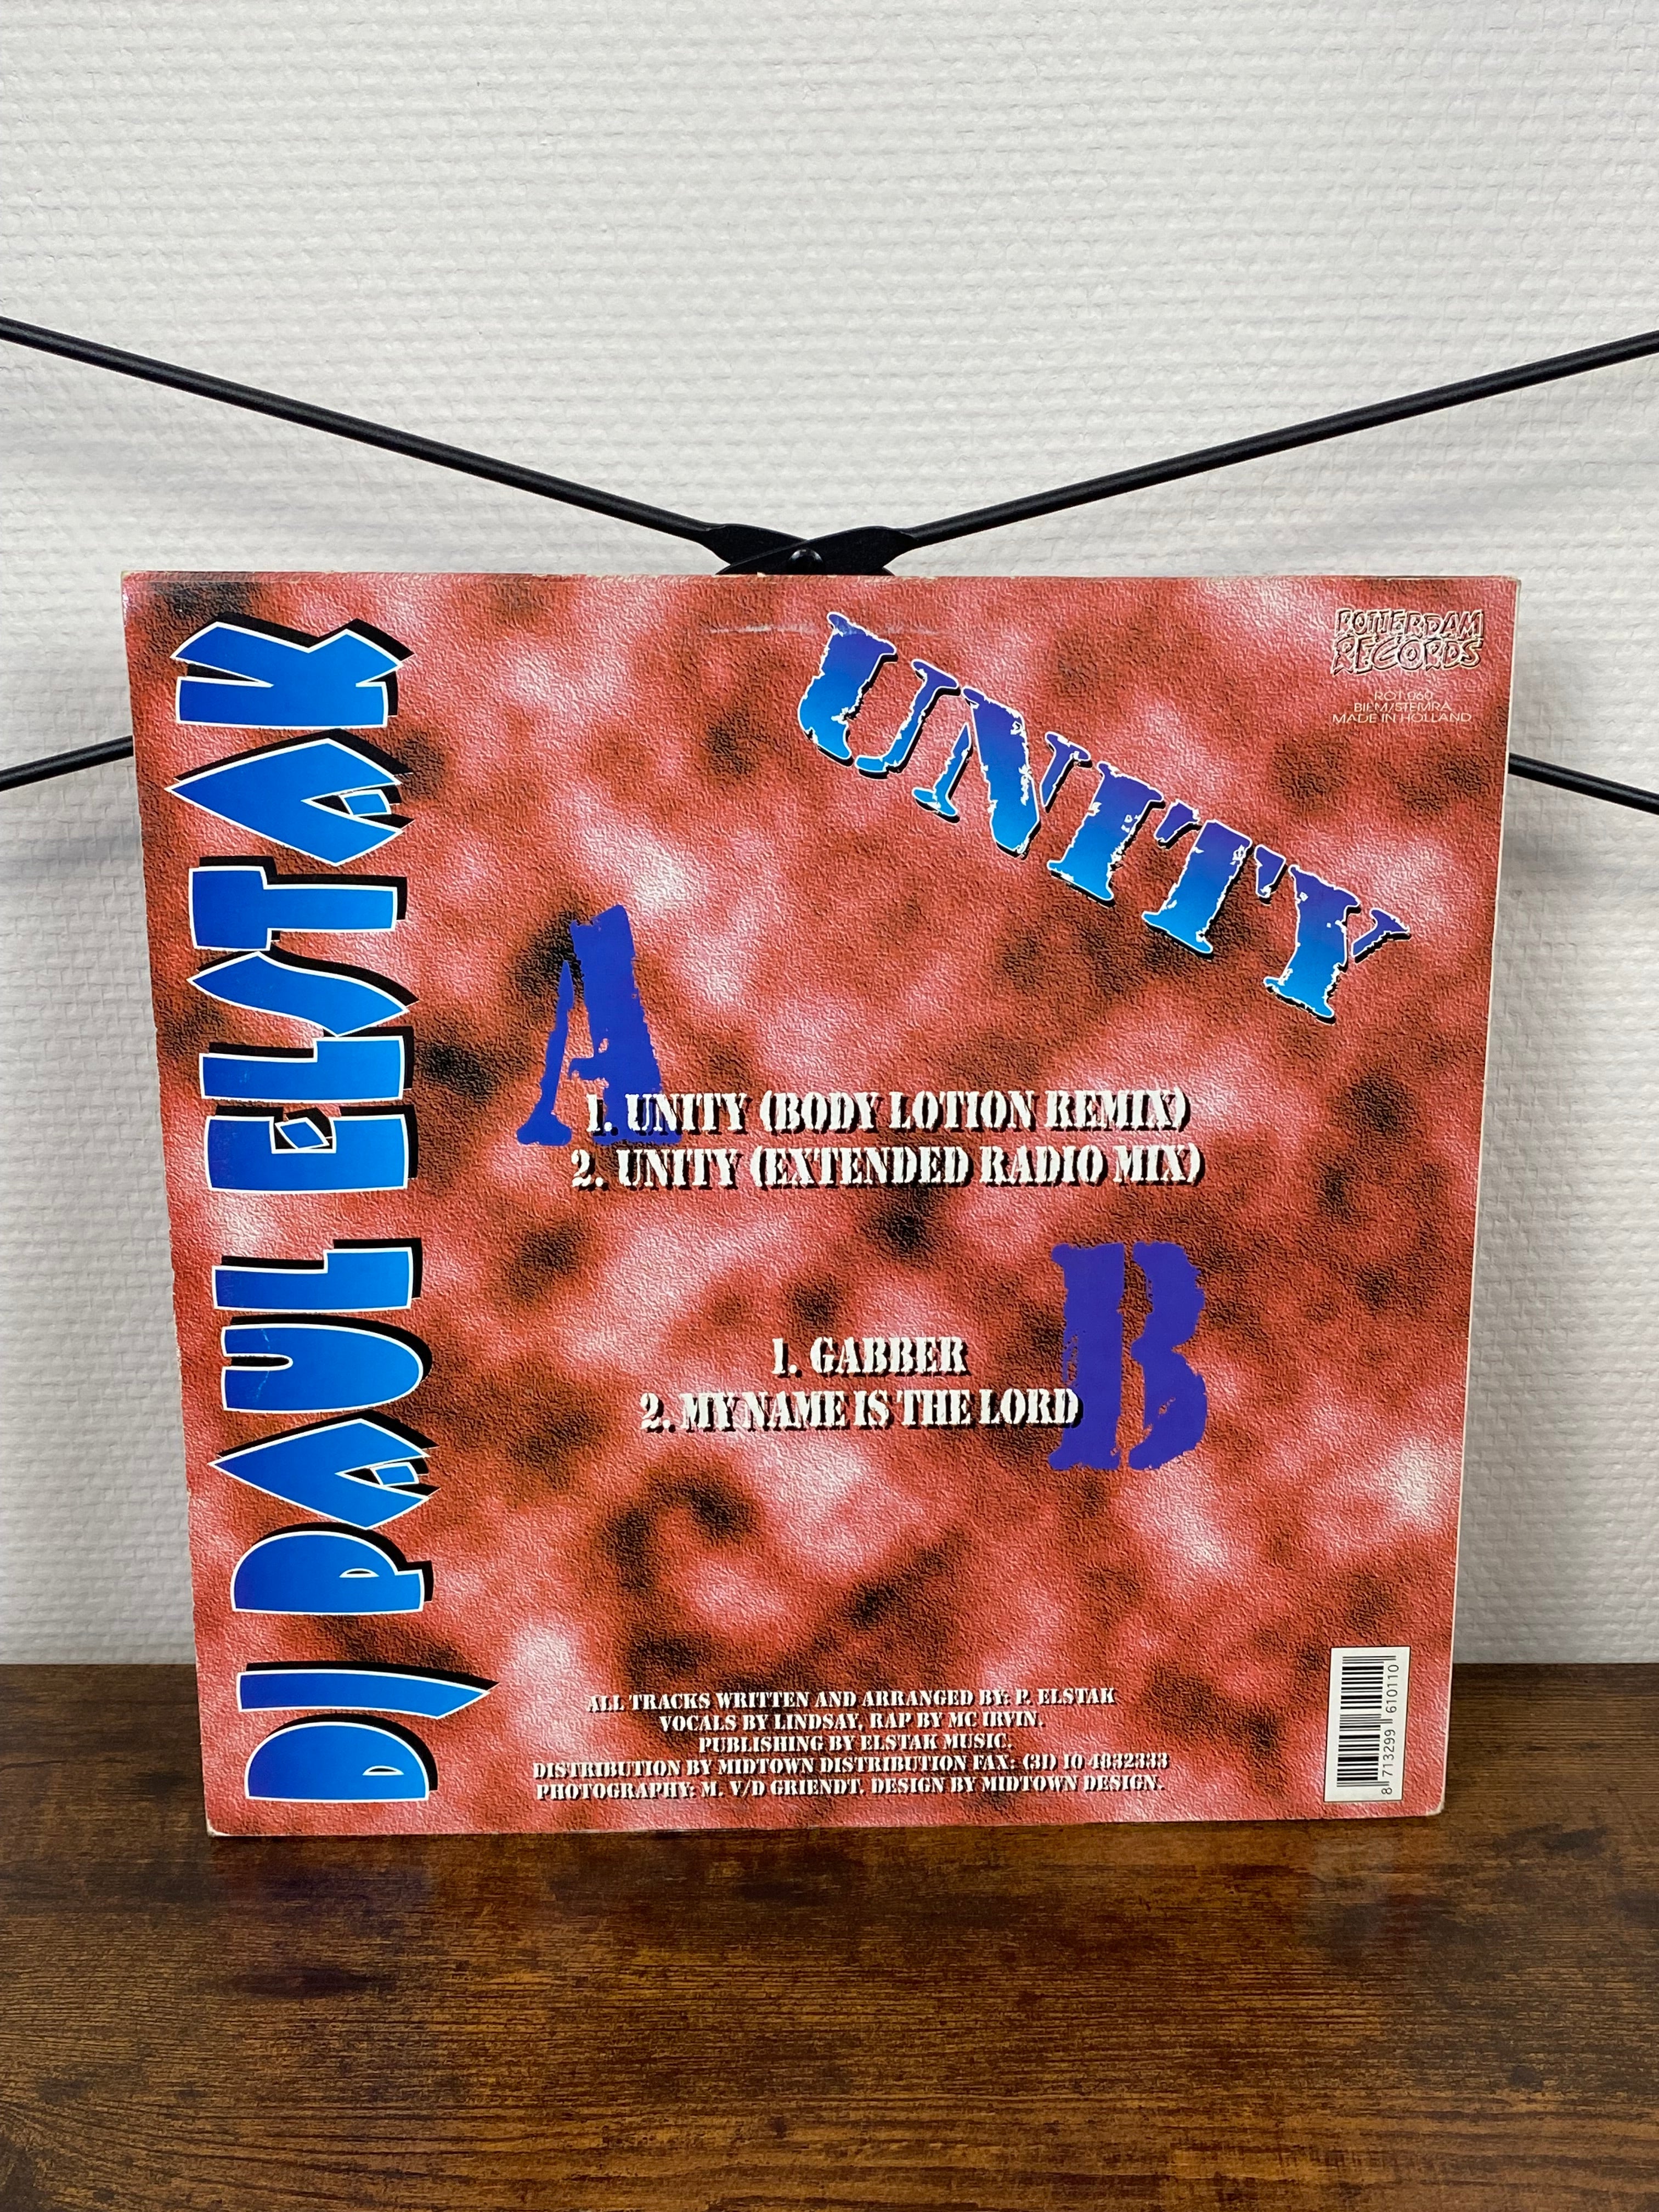 DJ PAUL ELSTAK
UNITY
ROTTERDAM
RECORDS
ROT 060
BIEM/STEMRA
MADE IN HOLLAND
A
1. UNITY (BODY LOTION REMIX)
2. UNITY (EXTENDED RADIO MIX)
B
1. GABBER
2. MY NAME IS THE LORD
ALL TRACKS WRITTEN AND ARRANGED BY: P. ELSTAK
VOCALS BY LINDSAY, RAP BY MC IRVIN.
PUBLISHING BY ELSTAK MUSIC.
DISTRIBUTION BY MIDTOWN DISTRIBUTION FAX: (31) 10-4832333
PHOTOGRAPHY: M. V/D GRIENDT. DESIGN BY MIDTOWN DESIGN.
8 713299 610110